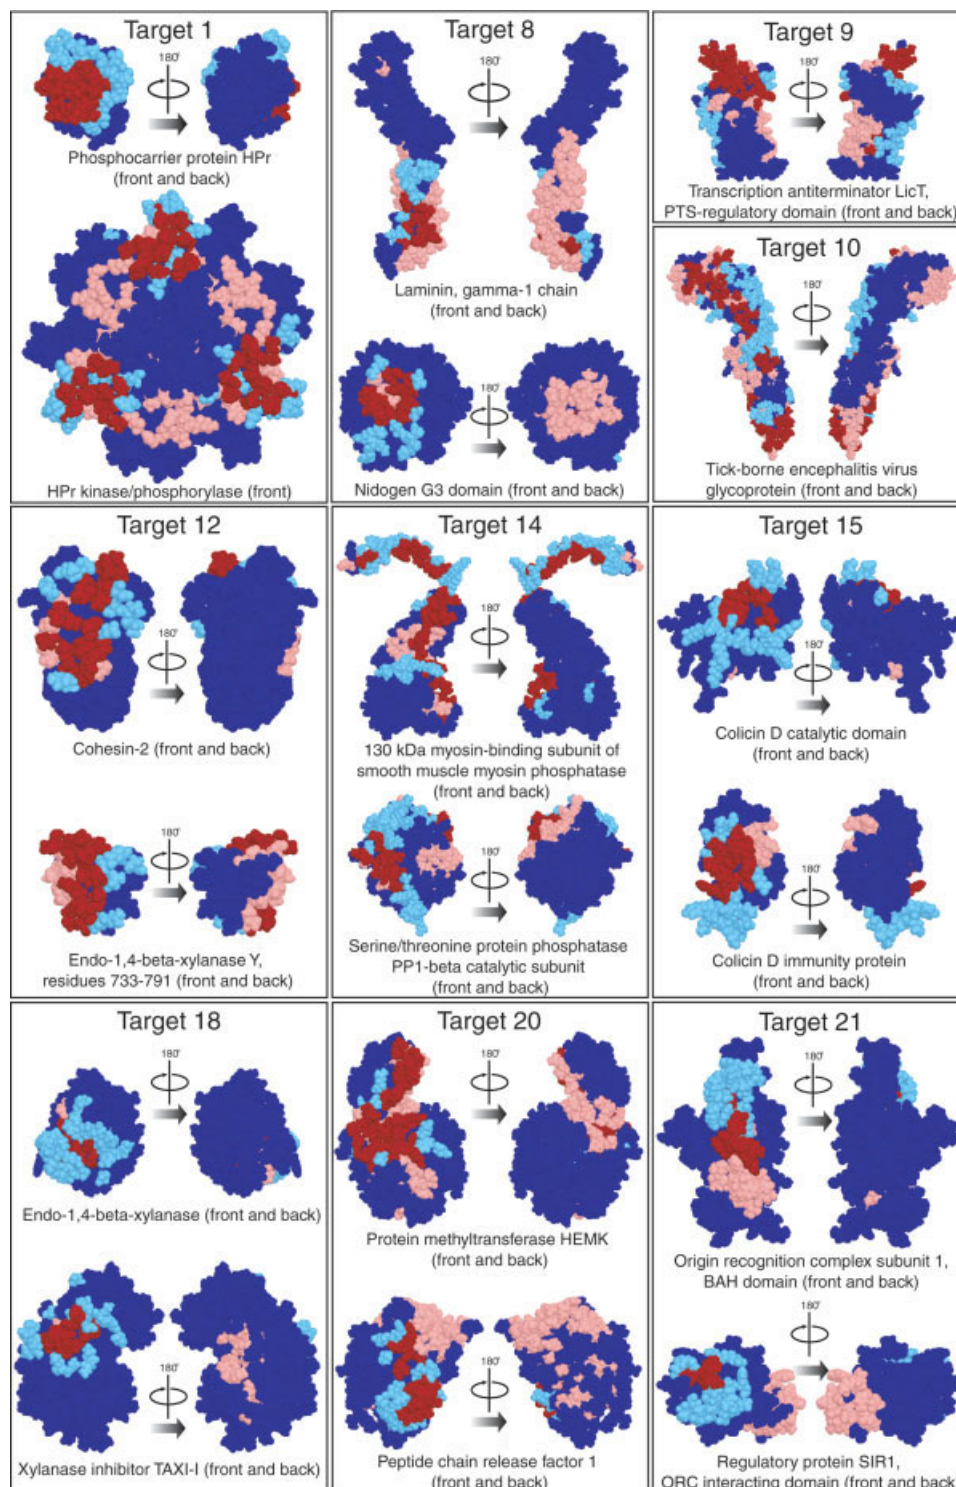 Target 1
180'
Phosphocarrier protein HPr
(front and back)
HPr kinase/phosphorylase (front)
Target 8
180'
Laminin, gamma-1 chain
(front and back)
180'
Nidogen G3 domain (front and back)
Target 9
180'
Transcription antiterminator LicT,
PTS-regulatory domain (front and back)
Target 10
180'
Tick-borne encephalitis virus
glycoprotein (front and back)
Target 12
180'
Cohesin-2 (front and back)
180'
Endo-1,4-beta-xylanase Y,
residues 733-791 (front and back)
Target 14
180'
130 kDa myosin-binding subunit of
smooth muscle myosin phosphatase
(front and back)
180'
Serine/threonine protein phosphatase
PP1-beta catalytic subunit
(front and back)
Target 15
180'
Colicin D catalytic domain
(front and back)
180'
Colicin D immunity protein
(front and back)
Target 18
180'
Endo-1,4-beta-xylanase (front and back)
180'
Xylanase inhibitor TAXI-I (front and back)
Target 20
180'
Protein methyltransferase HEMK
(front and back)
180'
Peptide chain release factor 1
(front and back)
Target 21
180'
Origin recognition complex subunit 1,
BAH domain (front and back)
180'
Regulatory protein SIR1,
ORC interacting domain (front and back)